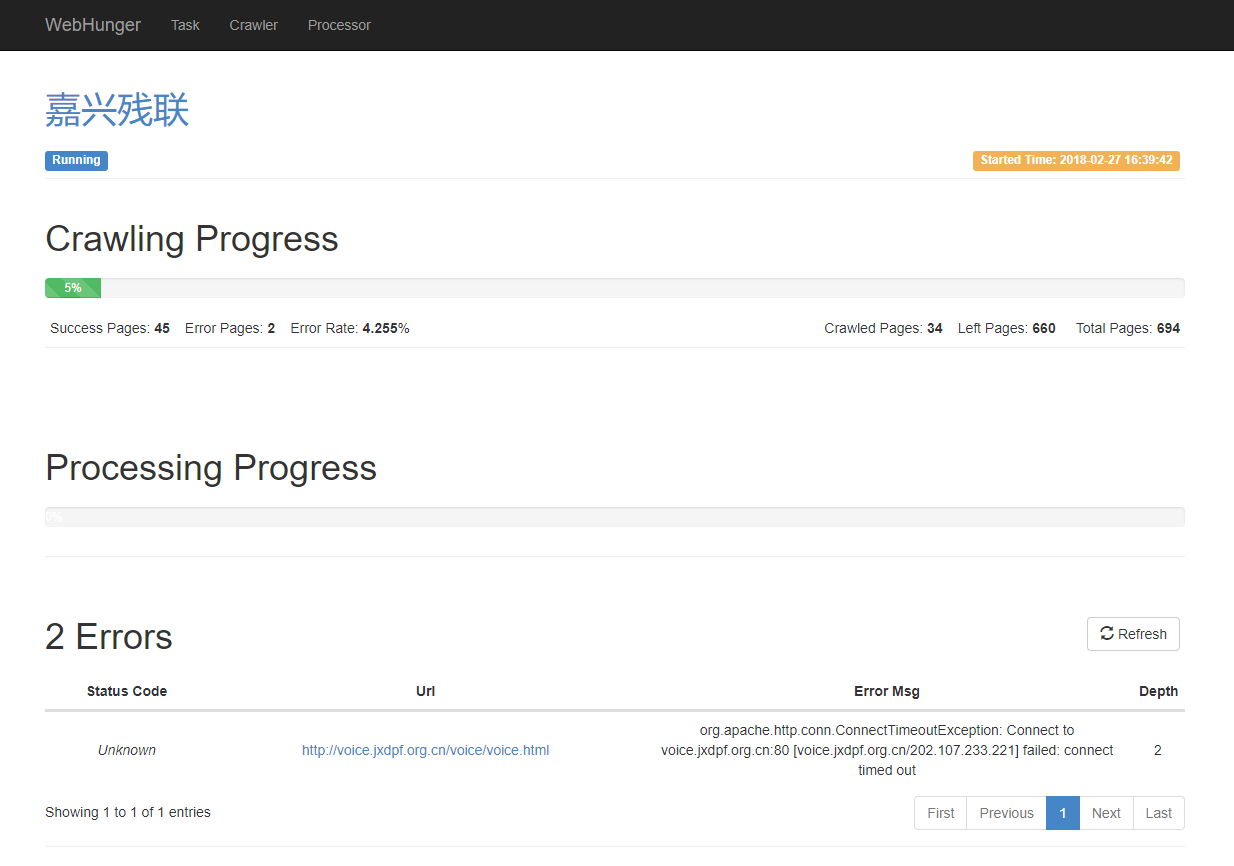 WebHunger Task Crawler Processor
嘉兴残联
Running Started Time: 2018-02-27 16:39:42
Crawling Progress
5%
Success Pages: 45 Error Pages: 2 Error Rate: 4.255% Crawled Pages: 34 Left Pages: 660 Total Pages: 694
Processing Progress
0%
2 Errors Refresh
Status Code Url Error Msg Depth
org.apache.http.conn.ConnectTimeoutException: Connect to
Unknown http://voice.jxdpf.org.cn/voice/voice.html voice.jxdpf.org.cn:80 [voice.jxdpf.org.cn/202.107.233.221] failed: connect 2
timed out
Showing 1 to 1 of 1 entries First Previous 1 Next Last